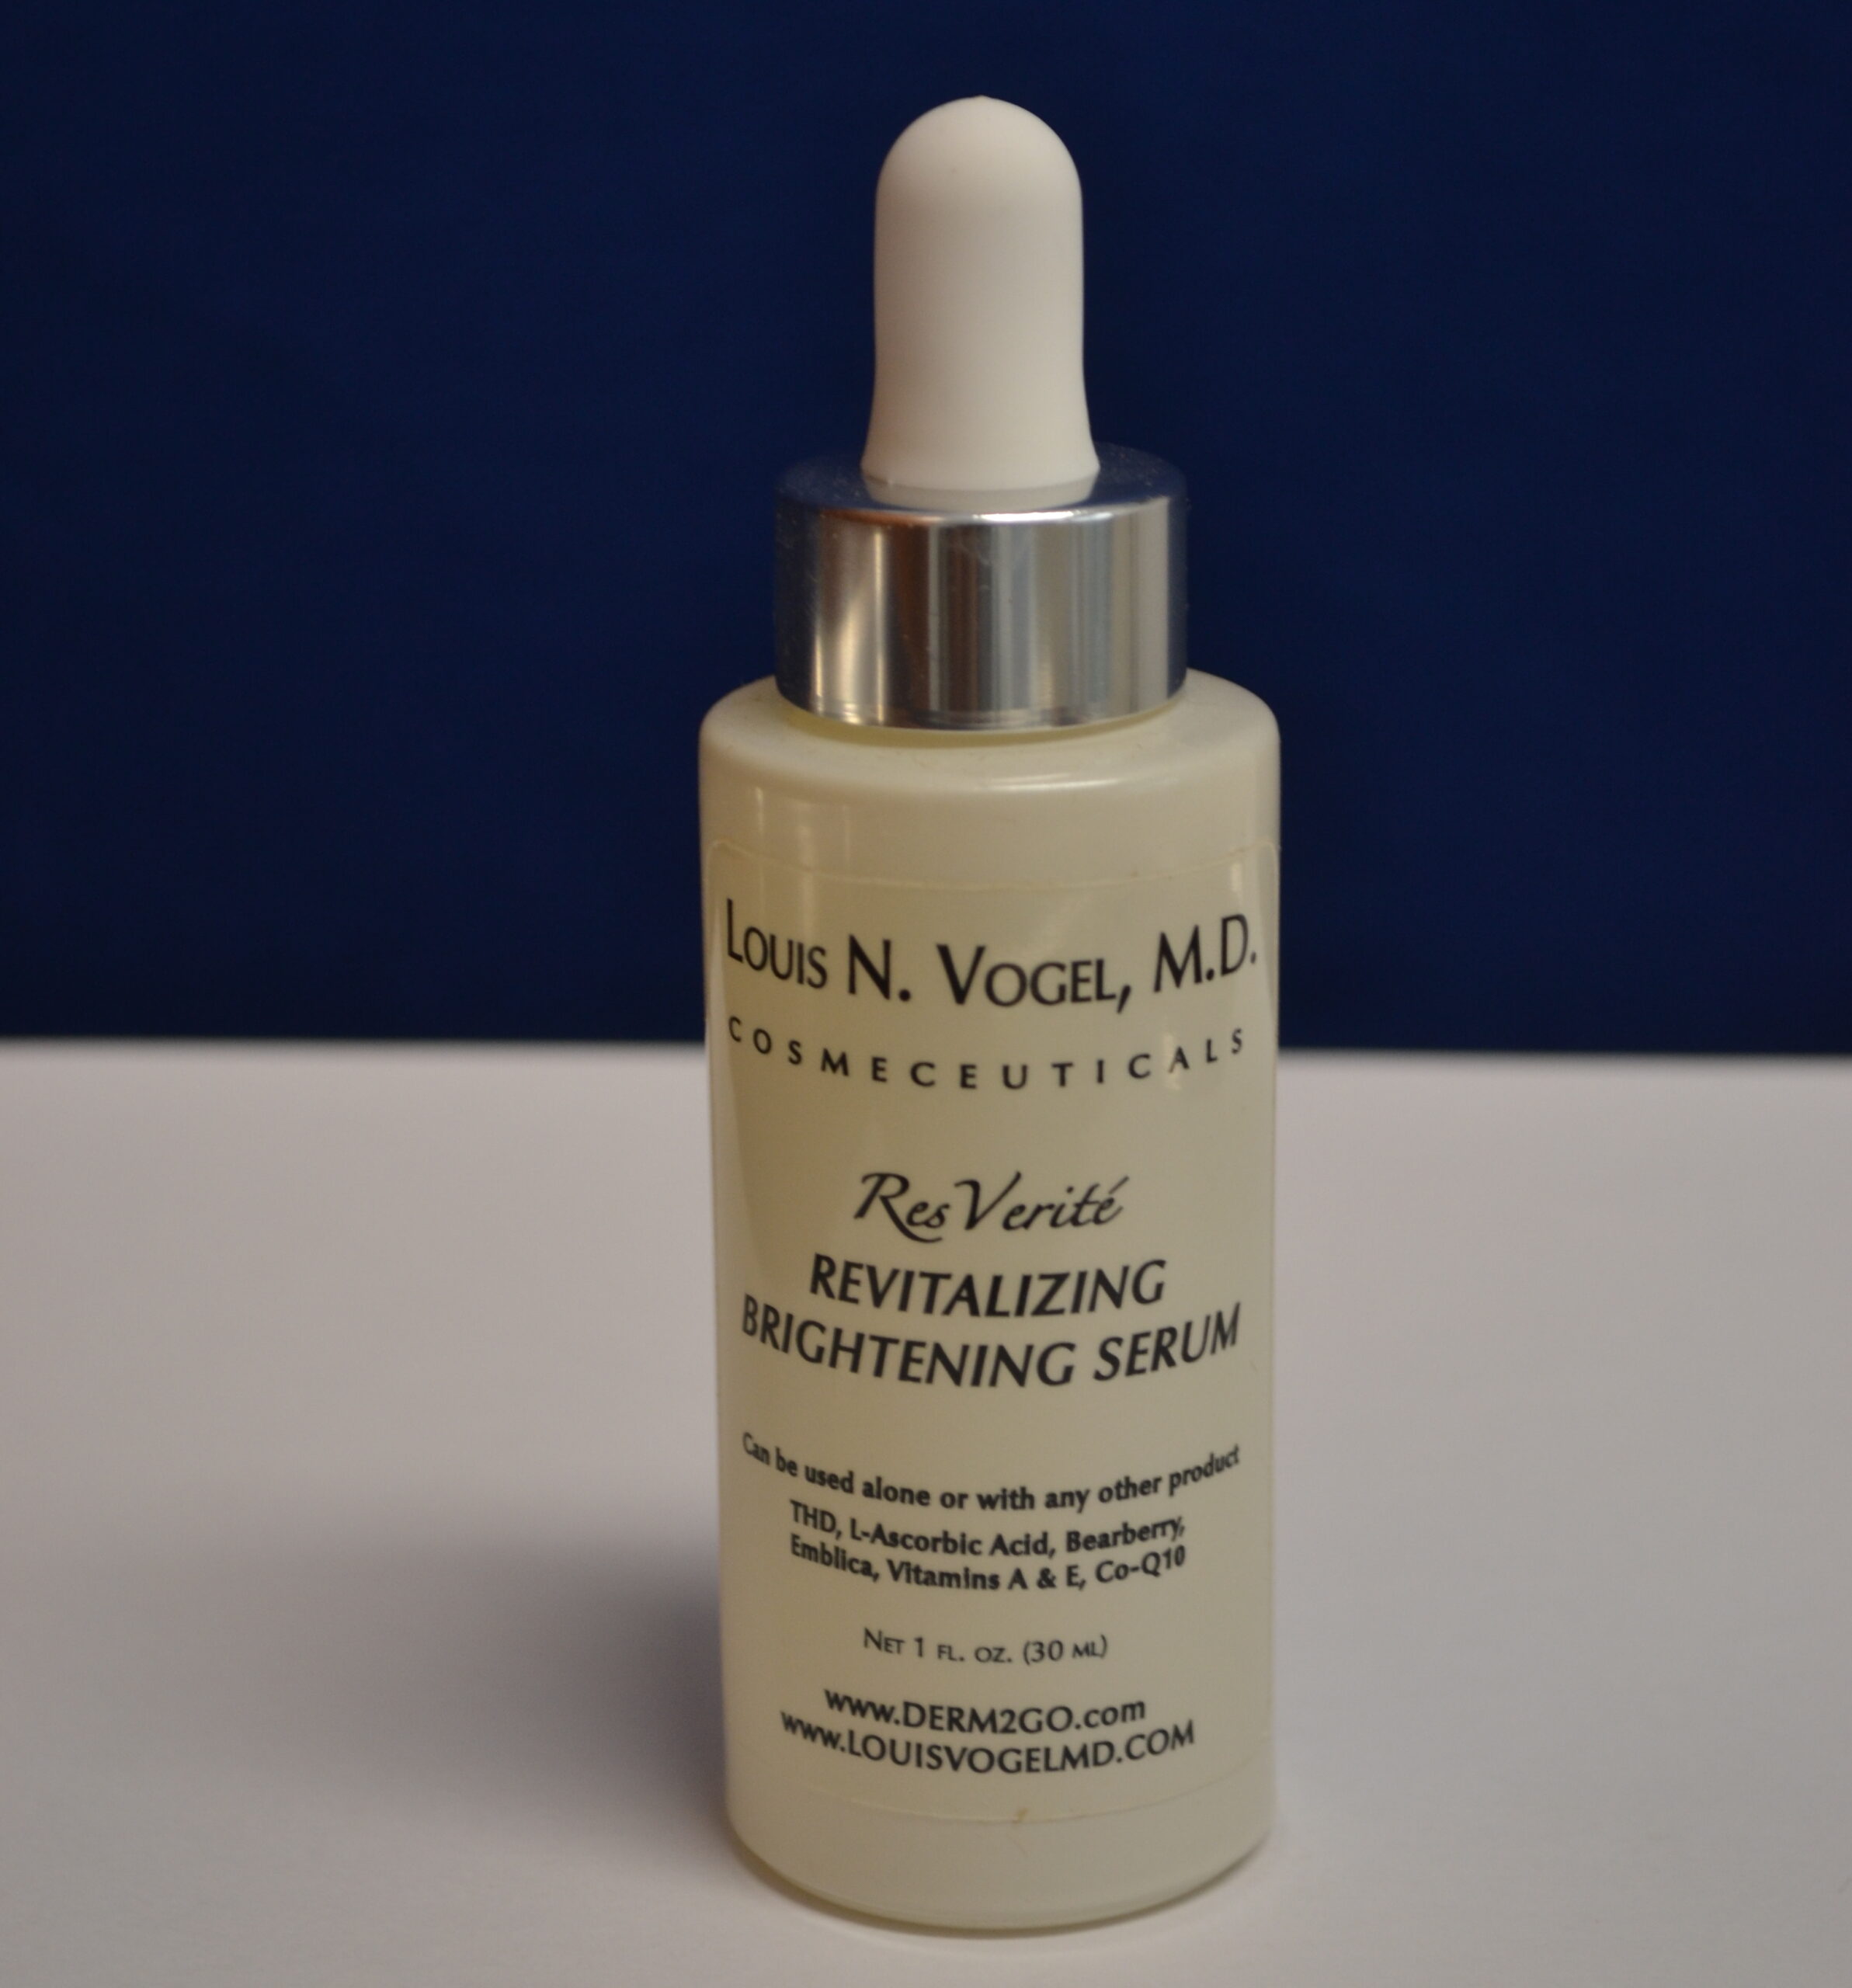 LOUIS N. VOGEL, M.D.
COSMECEUTICALS
ResVerité
REVITALIZING
BRIGHTENING SERUM
Can be used alone or with any other product
THD, L-Ascorbic Acid, Bearberry,
Emblica, Vitamins A & E, Co-Q10
NET 1 FL. OZ. (30 ML)
www.DERM2GO.com
www.LOUISVOGELMD.COM